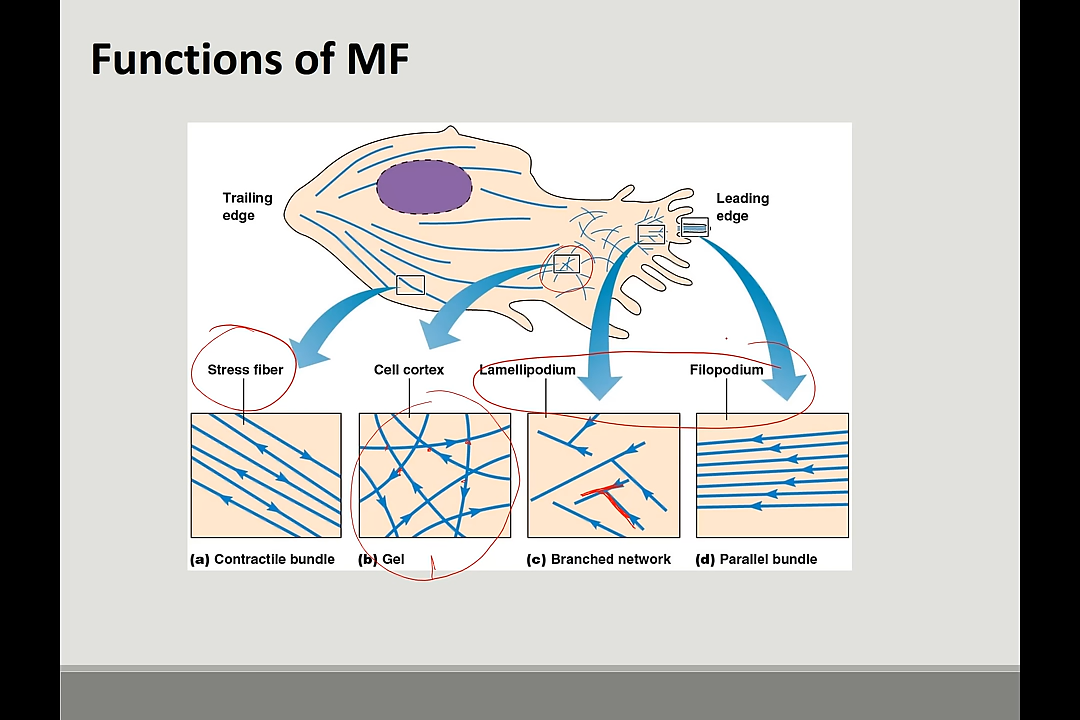 Functions of MF
Trailing
edge
Leading
edge
Stress fiber
Cell cortex
Lamellipodium
Filopodium
(a) Contractile bundle
(b) Gel
(c) Branched network
(d) Parallel bundle